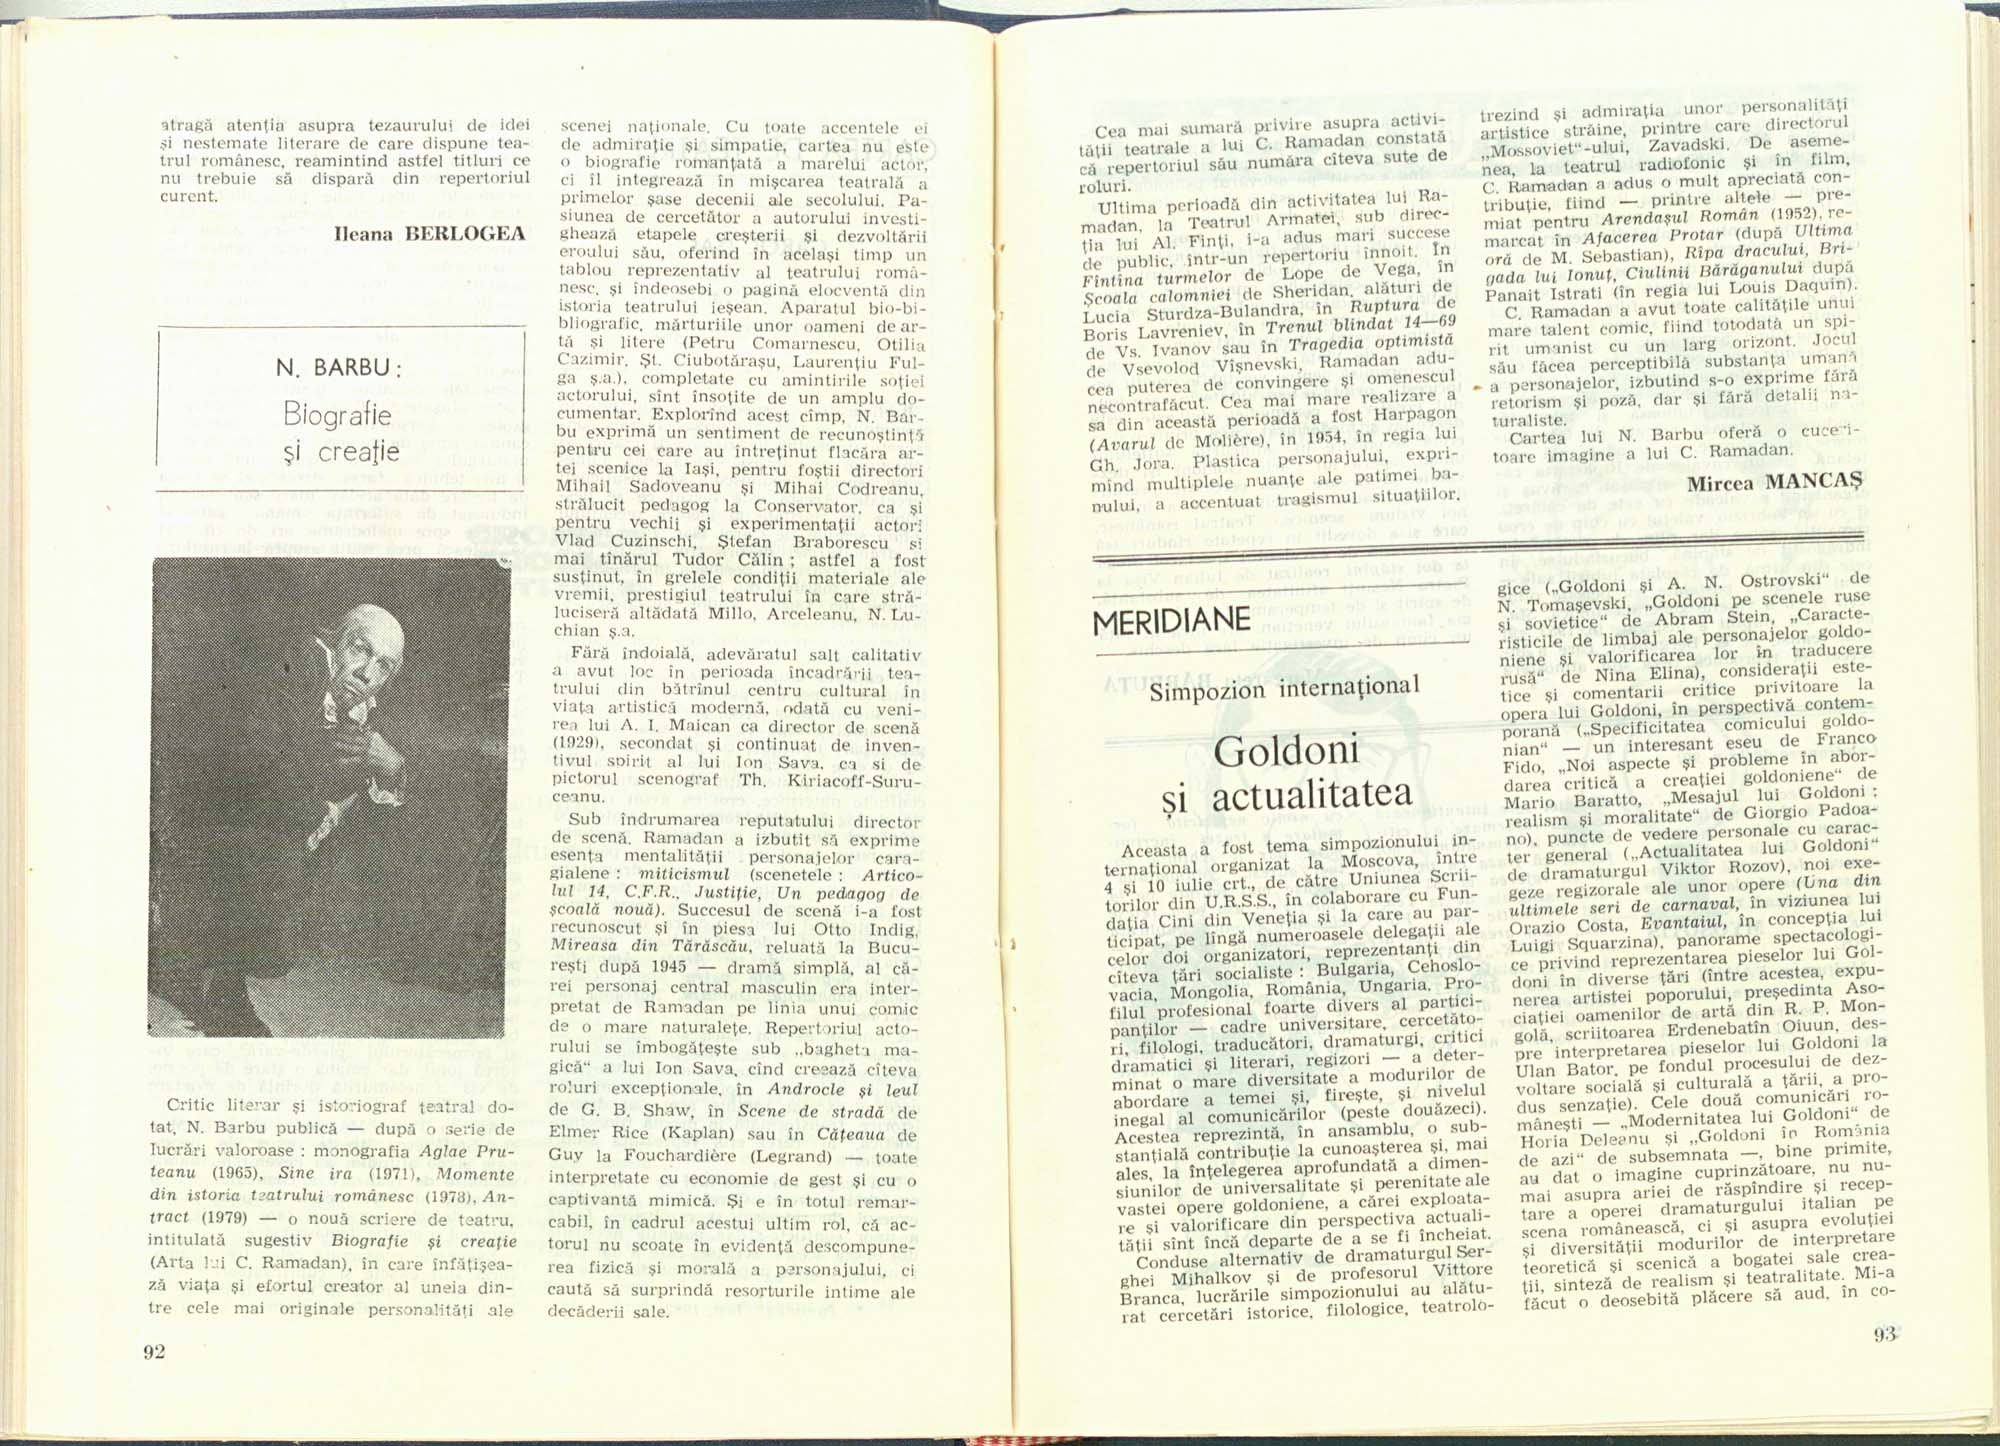 atragă atenția asupra tezaurului de idei
și nestemate literare de care dispune tea-
trul românesc, reamintind astfel titluri ce
nu trebuie să dispară din repertoriul
curent.
Ileana BERLOGEA
N. BARBU :
Biografie
și creație
Critic literar și istoriograf teatral do-
tat, N. Barbu publică — după o serie de
lucrări valoroase : monografia Aglae Pru-
teanu (1965), Sine ira (1971), Momente
din istoria teatrului românesc (1978), An-
tract (1979) — o nouă scriere de teatru,
intitulată sugestiv Biografie și creație
(Arta lui C. Ramadan), în care înfățișea-
ză viața și efortul creator al uneia din-
tre cele mai originale personalități ale
92
scenei naționale. Cu toate accentele ei
de admirație și simpatie, cartea nu este
o biografie romanțată a marelui actor,
ci îl integrează în mișcarea teatrală a
primelor șase decenii ale secolului. Pa-
siunea de cercetător a autorului investi-
ghează etapele creșterii și dezvoltării
eroului său, oferind în același timp un
tablou reprezentativ al teatrului româ-
nesc, și îndeosebi o pagină elocventă din
istoria teatrului ieșean. Aparatul bio-bi-
bliografic, mărturiile unor oameni de ar-
tă și litere (Petru Comarnescu, Otilia
Cazimir, Șt. Ciubotărașu, Laurențiu Ful-
ga ș.a.), completate cu amintirile soției
actorului, sînt însoțite de un amplu do-
cumentar. Explorînd acest cîmp, N. Bar-
bu exprimă un sentiment de recunoștință
pentru cei care au întreținut flacăra ar-
tei scenice la Iași, pentru foștii directori
Mihail Sadoveanu și Mihai Codreanu,
strălucit pedagog la Conservator, ca și
pentru vechii și experimentații actori
Vlad Cuzinschi, Ștefan Braborescu și
mai tînărul Tudor Călin ; astfel a fost
susținut, în grelele condiții materiale ale
vremii, prestigiul teatrului în care stră-
luciseră altădată Millo, Arceleanu, N. Lu-
chian ș.a.
Fără îndoială, adevăratul salt calitativ
a avut loc în perioada încadrării tea-
trului din bătrînul centru cultural în
viața artistică modernă, odată cu veni-
rea lui A. I. Maican ca director de scenă
(1929), secondat și continuat de inven-
tivul spirit al lui Ion Sava, ca și de
pictorul scenograf Th. Kiriacoff-Suru-
ceanu.
Sub îndrumarea reputatului director
de scenă, Ramadan a izbutit să exprime
esența mentalității personajelor cara-
gialene : miticismul (scenetele : Artico-
lul 14, C.F.R., Justiție, Un pedagog de
școală nouă). Succesul de scenă i-a fost
recunoscut și în piesa lui Otto Indig,
Mireasa din Tărăscău, reluată la Bucu-
rești după 1945 — dramă simplă, al că-
rei personaj central masculin era inter-
pretat de Ramadan pe linia unui comic
de o mare naturalețe. Repertoriul acto-
rului se îmbogățește sub „bagheta ma-
gică“ a lui Ion Sava, cînd creează cîteva
roluri excepționale, în Androcle și leul
de G. B. Shaw, în Scene de stradă de
Elmer Rice (Kaplan) sau în Cățeaua de
Guy la Fouchardière (Legrand) — toate
interpretate cu economie de gest și cu o
captivantă mimică. Și e în totul remar-
cabil, în cadrul acestui ultim rol, că ac-
torul nu scoate în evidență descompune-
rea fizică și morală a personajului, ci
caută să surprindă resorturile intime ale
decăderii sale.
Cea mai sumară privire asupra activi-
tății teatrale a lui C. Ramadan constată
că repertoriul său număra cîteva sute de
roluri.
Ultima perioadă din activitatea lui Ra-
madan, la Teatrul Armatei, sub direc-
ția lui Al. Finți, i-a adus mari succese
de public, într-un repertoriu înnoit. În
Fîntîna turmelor de Lope de Vega, în
Școala calomniei de Sheridan, alături de
Lucia Sturdza-Bulandra, în Ruptura de
Boris Lavreniev, în Trenul blindat 14—69
de Vs. Ivanov sau în Tragedia optimistă
de Vsevolod Vișnevski, Ramadan adu-
cea puterea de convingere și omenescul
necontrafăcut. Cea mai mare realizare a
sa din această perioadă a fost Harpagon
(Avarul de Molière), în 1954, în regia lui
Gh. Jora. Plastica personajului, expri-
mînd multiplele nuanțe ale patimei ba-
nului, a accentuat tragismul situațiilor,
trezind și admirația unor personalități
artistice străine, printre care directorul
„Mossoviet“-ului, Zavadski. De aseme-
nea, la teatrul radiofonic și în film,
C. Ramadan a adus o mult apreciată con-
tribuție, fiind — printre altele — pre-
miat pentru Arendașul Român (1952), re-
marcat în Afacerea Protar (după Ultima
oră de M. Sebastian), Rîpa dracului, Bri-
gada lui Ionuț, Ciulinii Bărăganului după
Panait Istrati (în regia lui Louis Daquin).
C. Ramadan a avut toate calitățile unui
mare talent comic, fiind totodată un spi-
rit umanist cu un larg orizont. Jocul
său făcea perceptibilă substanța umană
a personajelor, izbutind s-o exprime fără
retorism și poză, dar și fără detalii na-
turaliste.
Cartea lui N. Barbu oferă o cuceri-
toare imagine a lui C. Ramadan.
Mircea MANCAȘ
MERIDIANE
Simpozion internațional
Goldoni
și actualitatea
Aceasta a fost tema simpozionului in-
ternațional organizat la Moscova, între
4 și 10 iulie crt., de către Uniunea Scrii-
torilor din U.R.S.S., în colaborare cu Fun-
dația Cini din Veneția și la care au par-
ticipat, pe lîngă numeroasele delegații ale
celor doi organizatori, reprezentanți din
cîteva țări socialiste : Bulgaria, Cehoslo-
vacia, Mongolia, România, Ungaria. Pro-
filul profesional foarte divers al partici-
panților — cadre universitare, cercetăto-
ri, filologi, traducători, dramaturgi, critici
dramatici și literari, regizori — a deter-
minat o mare diversitate a modurilor de
abordare a temei și, firește, și nivelul
inegal al comunicărilor (peste douăzeci).
Acestea reprezintă, în ansamblu, o sub-
stanțială contribuție la cunoașterea și, mai
ales, la înțelegerea aprofundată a dimen-
siunilor de universalitate și perenitate ale
vastei opere goldoniene, a cărei exploata-
re și valorificare din perspectiva actuali-
tății sînt încă departe de a se fi încheiat.
Conduse alternativ de dramaturgul Ser-
ghei Mihalkov și de profesorul Vittore
Branca, lucrările simpozionului au alătu-
rat cercetări istorice, filologice, teatrolo-
gice („Goldoni și A. N. Ostrovski“ de
N. Tomașevski, „Goldoni pe scenele ruse
și sovietice“ de Abram Stein, „Caracte-
risticile de limbaj ale personajelor goldo-
niene și valorificarea lor în traducere
rusă“ de Nina Elina), considerații este-
tice și comentarii critice privitoare la
opera lui Goldoni, în perspectivă contem-
porană („Specificitatea comicului goldo-
nian“ — un interesant eseu de Franco
Fido, „Noi aspecte și probleme în abor-
darea critică a creației goldoniene“ de
Mario Baratto, „Mesajul lui Goldoni :
realism și moralitate“ de Giorgio Padoa-
no), puncte de vedere personale cu carac-
ter general („Actualitatea lui Goldoni“
de dramaturgul Viktor Rozov), noi exe-
geze regizorale ale unor opere (Una din
ultimele seri de carnaval, în viziunea lui
Orazio Costa, Evantaiul, în concepția lui
Luigi Squarzina), panorame spectacologi-
ce privind reprezentarea pieselor lui Gol-
doni în diverse țări (între acestea, expu-
nerea artistei poporului, președinta Aso-
ciației oamenilor de artă din R. P. Mon-
golă, scriitoarea Erdenebatîn Oiuun, des-
pre interpretarea pieselor lui Goldoni la
Ulan Bator, pe fondul procesului de dez-
voltare socială și culturală a țării, a pro-
dus senzație). Cele două comunicări ro-
mânești — „Modernitatea lui Goldoni“ de
Horia Deleanu și „Goldoni în România
de azi“ de subsemnata —, bine primite,
au dat o imagine cuprinzătoare, nu nu-
mai asupra ariei de răspîndire și recep-
tare a operei dramaturgului italian pe
scena românească, ci și asupra evoluției
și diversității modurilor de interpretare
teoretică și scenică a bogatei sale crea-
ții, sinteză de realism și teatralitate. Mi-a
făcut o deosebită plăcere să aud, în co-
93